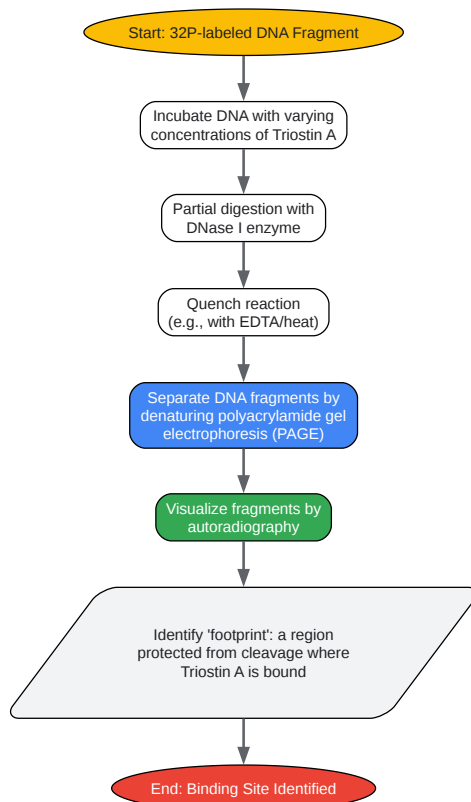 Start: 32P-labeled DNA Fragment
Incubate DNA with varying
concentrations of Triostin A
Partial digestion with
DNase I enzyme
Quench reaction
(e.g., with EDTA/heat)
Separate DNA fragments by
denaturing polyacrylamide gel
electrophoresis (PAGE)
Visualize fragments by
autoradiography
Identify 'footprint': a region
protected from cleavage where
Triostin A is bound
End: Binding Site Identified